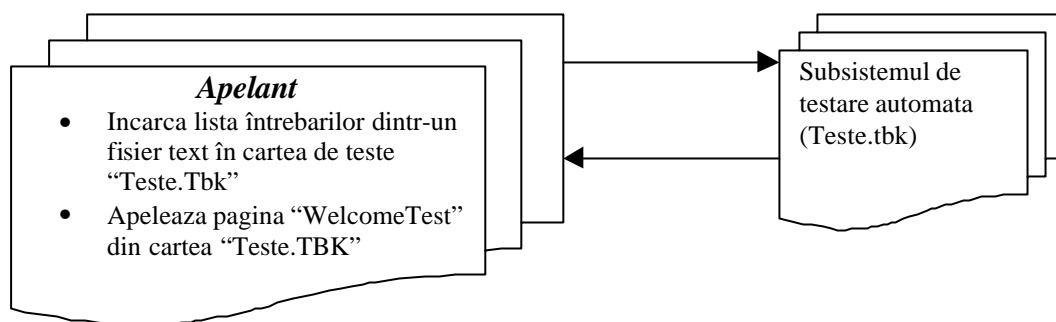 Apelant
• Incarca lista întrebarilor dintr-un
fisier text în cartea de teste
“Teste.Tbk”
• Apeleaza pagina “WelcomeTest”
din cartea “Teste.TBK”
Subsistemul de
testare automata
(Teste.tbk)